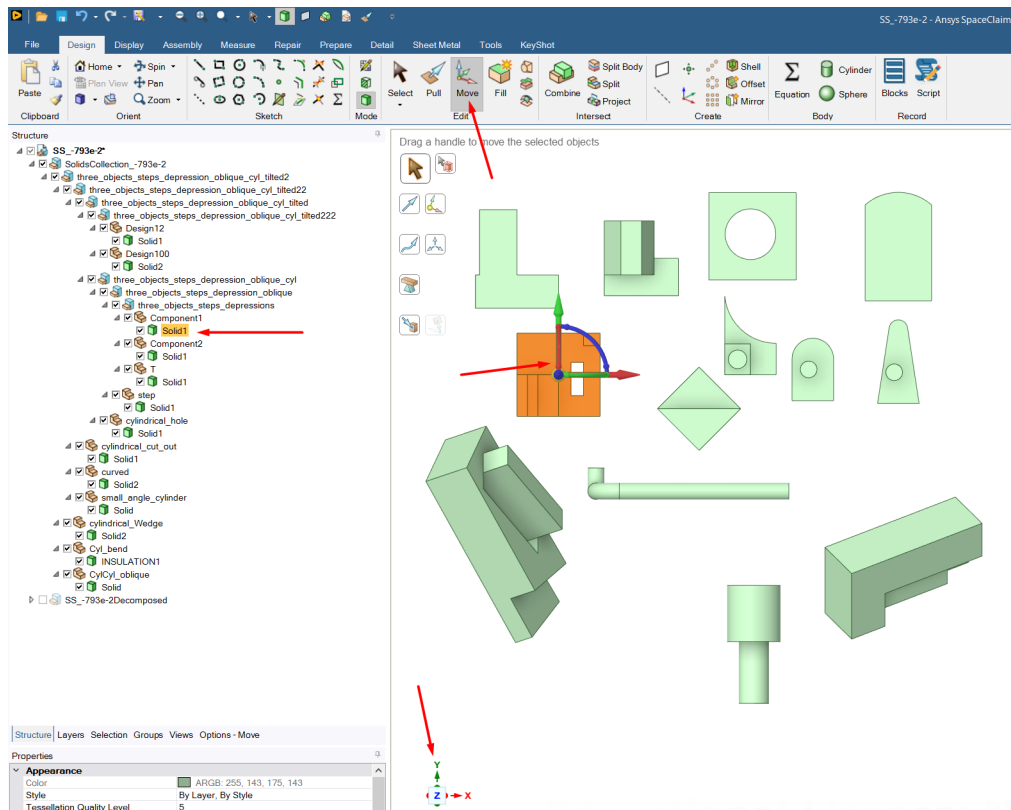 SS_-793e-2 - Ansys SpaceClaim
File Design Display Assembly Measure Repair Prepare Detail Sheet Metal Tools KeyShot
Home Spin Split Body Shell Cylinder
Plan View Pan Split Offset
Paste Zoom Select Pull Move Fill Combine Project Mirror Equation Sphere Blocks Script
Clipboard Orient Sketch Mode Edit Intersect Create Body Record
Structure
SS_-793e-2*
SolidsCollection_-793e-2
three_objects_steps_depression_oblique_cyl_tilted2
three_objects_steps_depression_oblique_cyl_tilted22
three_objects_steps_depression_oblique_cyl_tilted
three_objects_steps_depression_oblique_cyl_tilted222
Design12
Solid1
Design100
Solid2
three_objects_steps_depression_oblique_cyl
three_objects_steps_depression_oblique
three_objects_steps_depressions
Component1
Solid1
Component2
Solid1
T
Solid1
step
Solid1
cylindrical_hole
Solid1
cylindrical_cut_out
Solid1
curved
Solid2
small_angle_cylinder
Solid
cylindrical_Wedge
Solid2
Cyl_bend
INSULATION1
CylCyl_oblique
Solid
SS_-793e-2Decomposed
Structure Layers Selection Groups Views Options - Move
Properties
Appearance
Color ARGB: 255, 143, 175, 143
Style By Layer, By Style
Tessellation Quality Level 5
Drag a handle to move the selected objects
Y
Z X